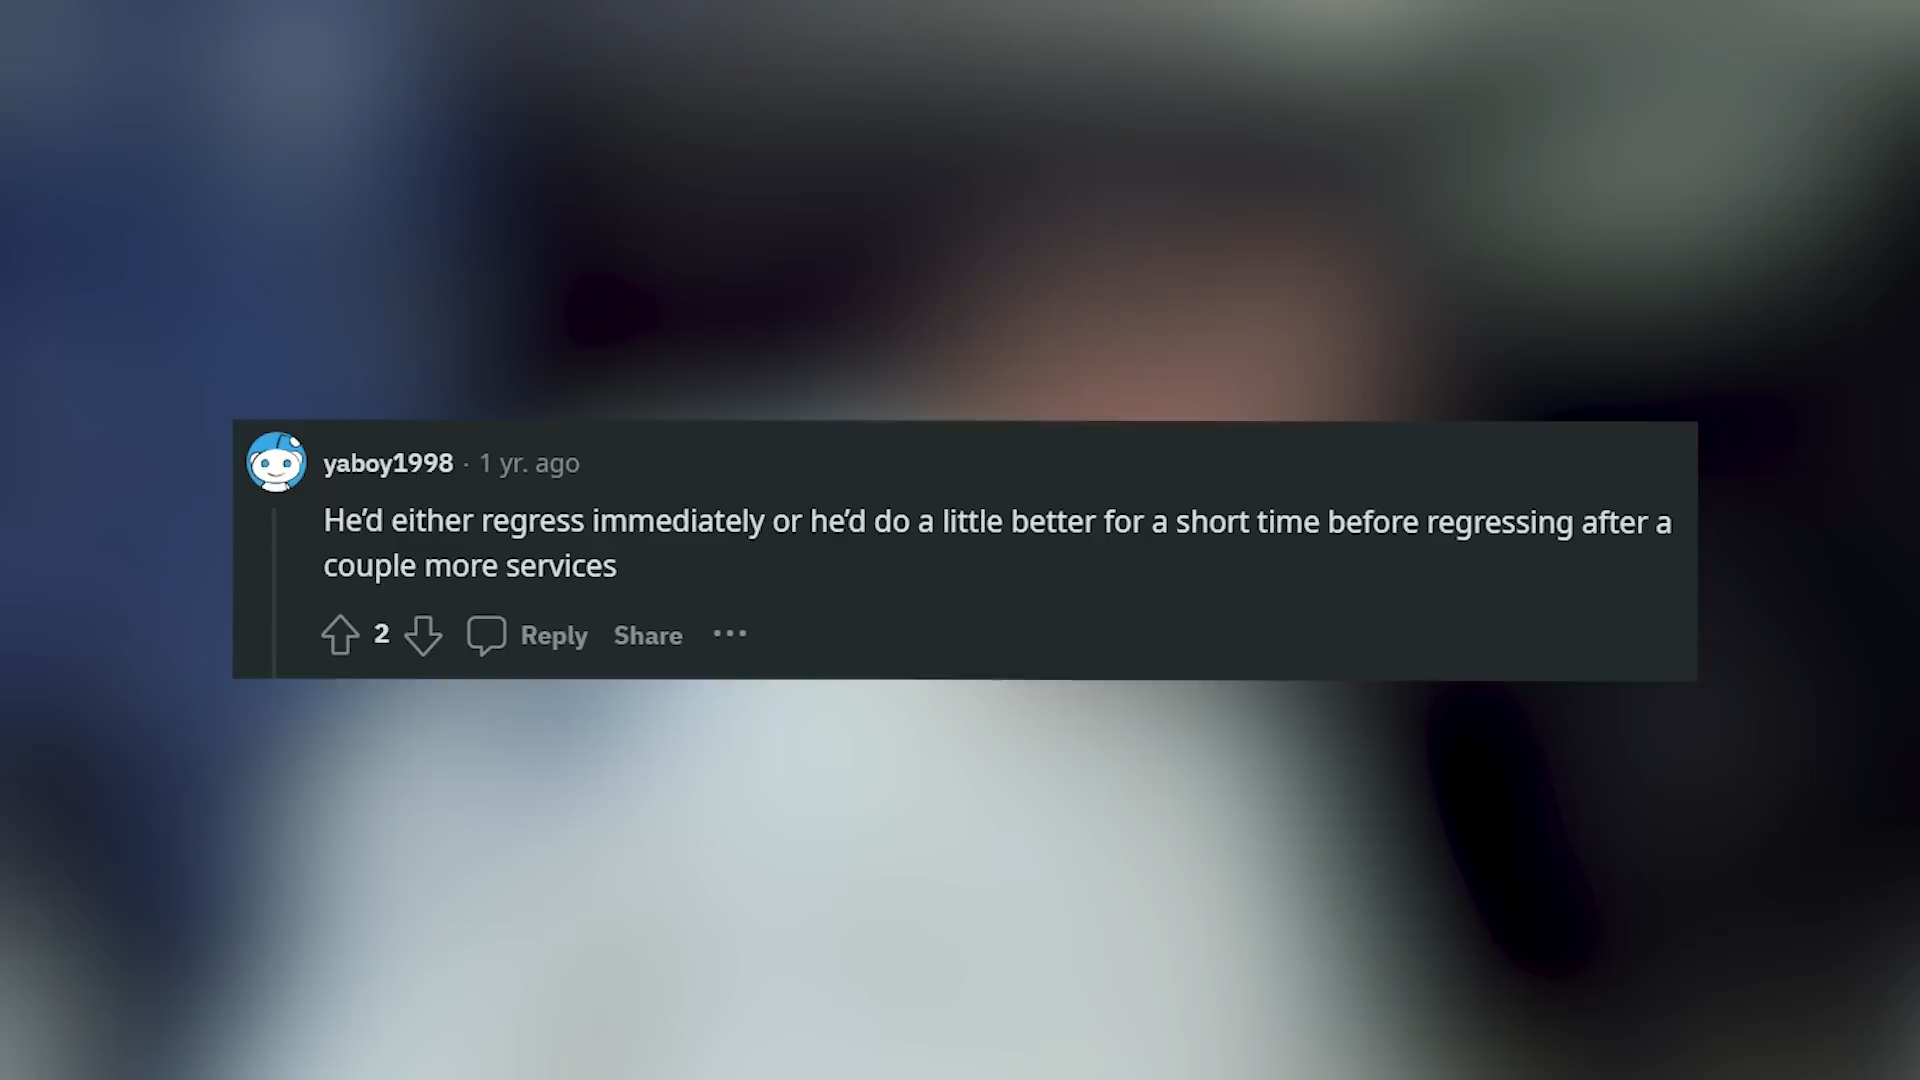 yaboy1998 · 1 yr. ago
He’d either regress immediately or he’d do a little better for a short time before regressing after a
couple more services
2 Reply Share ...